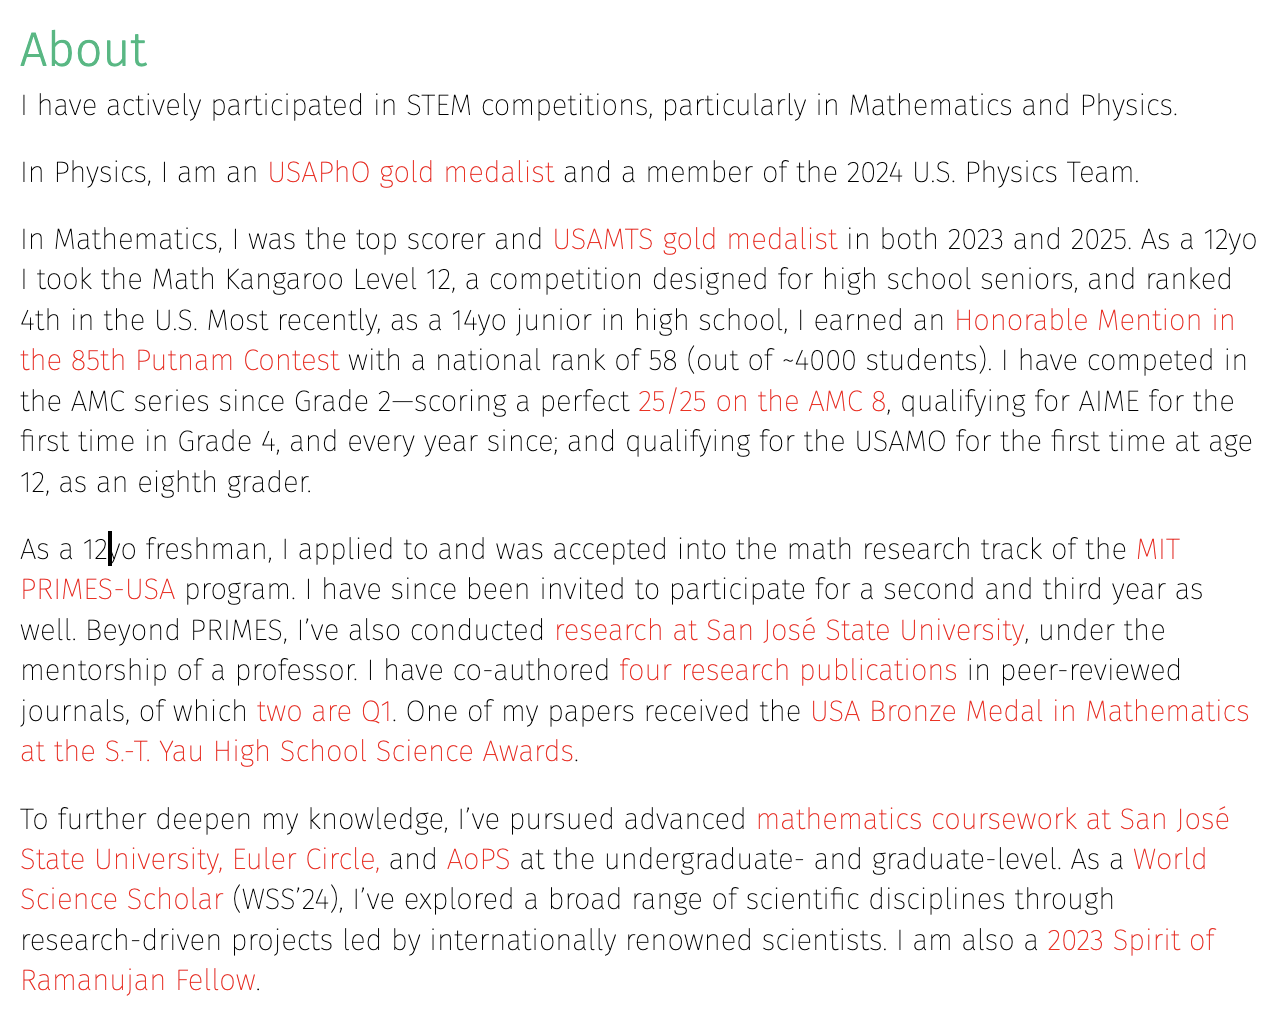 About
I have actively participated in STEM competitions, particularly in Mathematics and Physics.
In Physics, I am an USAPhO gold medalist and a member of the 2024 U.S. Physics Team.
In Mathematics, I was the top scorer and USAMTS gold medalist in both 2023 and 2025. As a 12yo
I took the Math Kangaroo Level 12, a competition designed for high school seniors, and ranked
4th in the U.S. Most recently, as a 14yo junior in high school, I earned an Honorable Mention in
the 85th Putnam Contest with a national rank of 58 (out of ~4000 students). I have competed in
the AMC series since Grade 2—scoring a perfect 25/25 on the AMC 8, qualifying for AIME for the
first time in Grade 4, and every year since; and qualifying for the USAMO for the first time at age
12, as an eighth grader.
As a 12yo freshman, I applied to and was accepted into the math research track of the MIT
PRIMES-USA program. I have since been invited to participate for a second and third year as
well. Beyond PRIMES, I’ve also conducted research at San José State University, under the
mentorship of a professor. I have co-authored four research publications in peer-reviewed
journals, of which two are Q1. One of my papers received the USA Bronze Medal in Mathematics
at the S.-T. Yau High School Science Awards.
To further deepen my knowledge, I’ve pursued advanced mathematics coursework at San José
State University, Euler Circle, and AoPS at the undergraduate- and graduate-level. As a World
Science Scholar (WSS’24), I’ve explored a broad range of scientific disciplines through
research-driven projects led by internationally renowned scientists. I am also a 2023 Spirit of
Ramanujan Fellow.